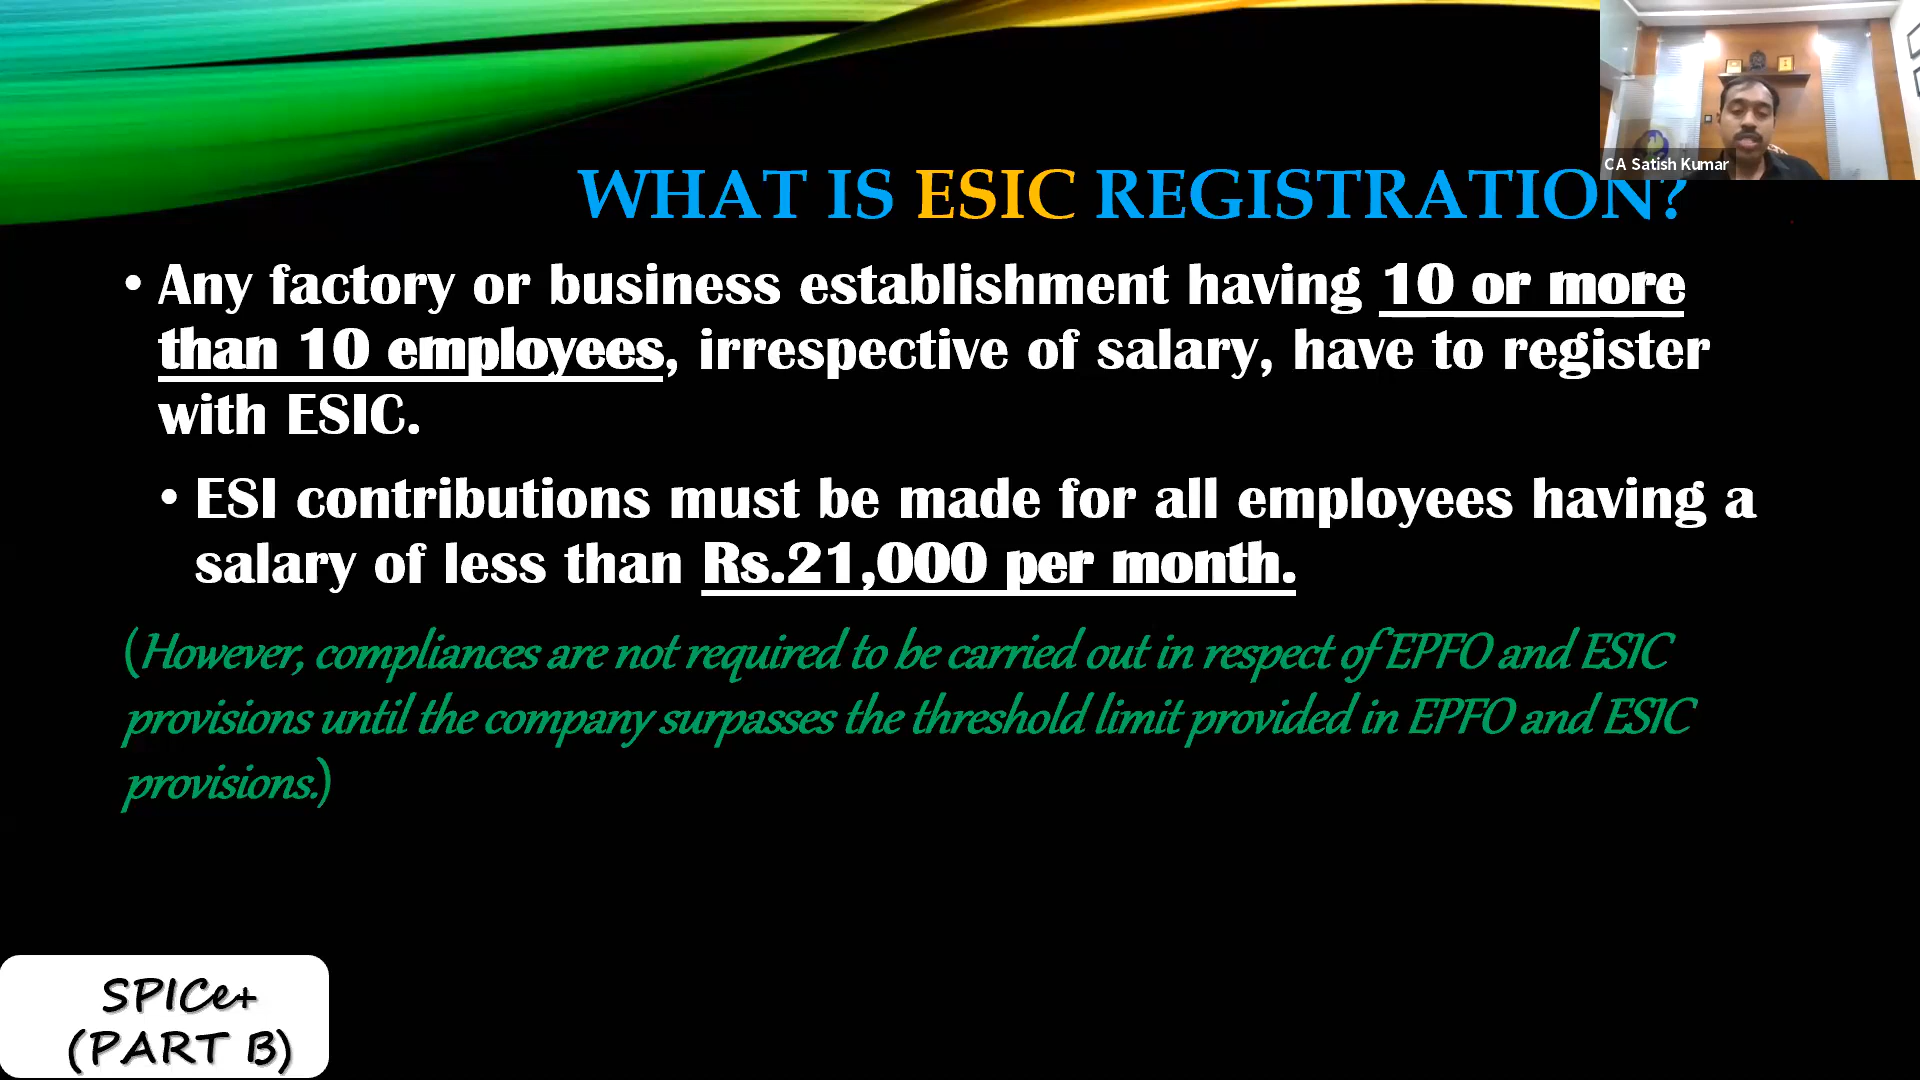 CA Satish Kumar
WHAT IS ESIC REGISTRATION?
• Any factory or business establishment having 10 or more
than 10 employees, irrespective of salary, have to register
with ESIC.
• ESI contributions must be made for all employees having a
salary of less than Rs.21,000 per month.
(However, compliances are not required to be carried out in respect of EPFO and ESIC
provisions until the company surpasses the threshold limit provided in EPFO and ESIC
provisions.)
SPICe+
(PART B)